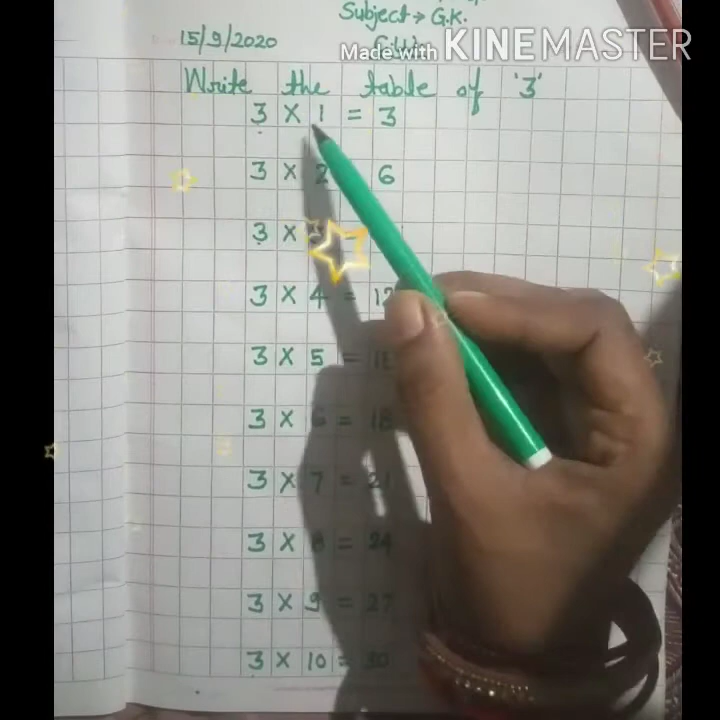 Subject → G.K.
15/9/2020
Made with KINEMASTER
Write the table of '3'
3 × 1 = 3
3 × 2 6
3 ×
3 × 4 = 12
3 × 5 = 15
3 × 6 = 18
3 × 7 = 21
3 × 8 = 24
3 × 9 = 27
3 × 10 = 30